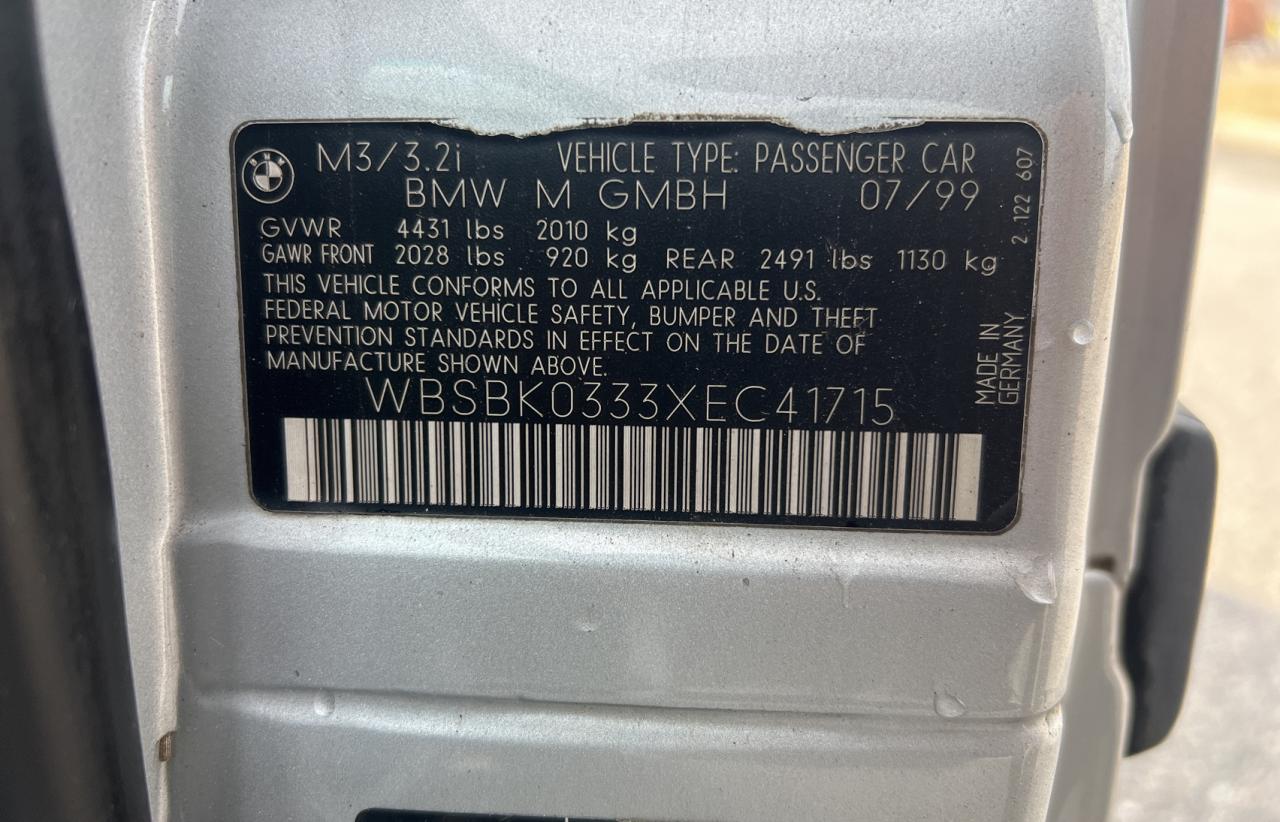 M3/3.2i VEHICLE TYPE: PASSENGER CAR
BMW M GMBH 07/99
GVWR 4431 lbs 2010 kg
GAWR FRONT 2028 lbs 920 kg REAR 2491 lbs 1130 kg
THIS VEHICLE CONFORMS TO ALL APPLICABLE U.S.
FEDERAL MOTOR VEHICLE SAFETY, BUMPER AND THEFT
PREVENTION STANDARDS IN EFFECT ON THE DATE OF
MANUFACTURE SHOWN ABOVE.
WBSBK0333XEC41715
MADE IN
GERMANY
2 122 607
BMW